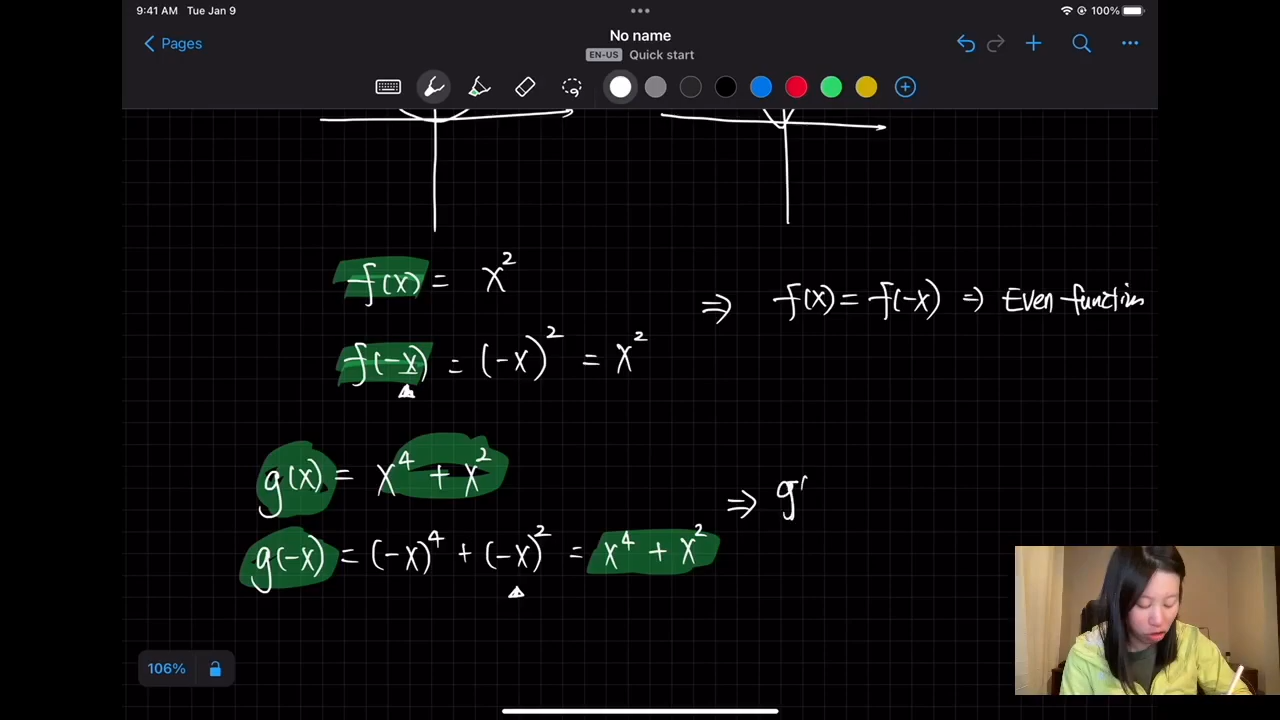 9:41 AM Tue Jan 9
100%
Pages
No name
EN-US Quick start
f(x) = x²
f(-x) = (-x)² = x²
⇒ f(x) = f(-x) ⇒ Even function
g(x) = x⁴ + x²
g(-x) = (-x)⁴ + (-x)² = x⁴ + x²
⇒ g(
106%